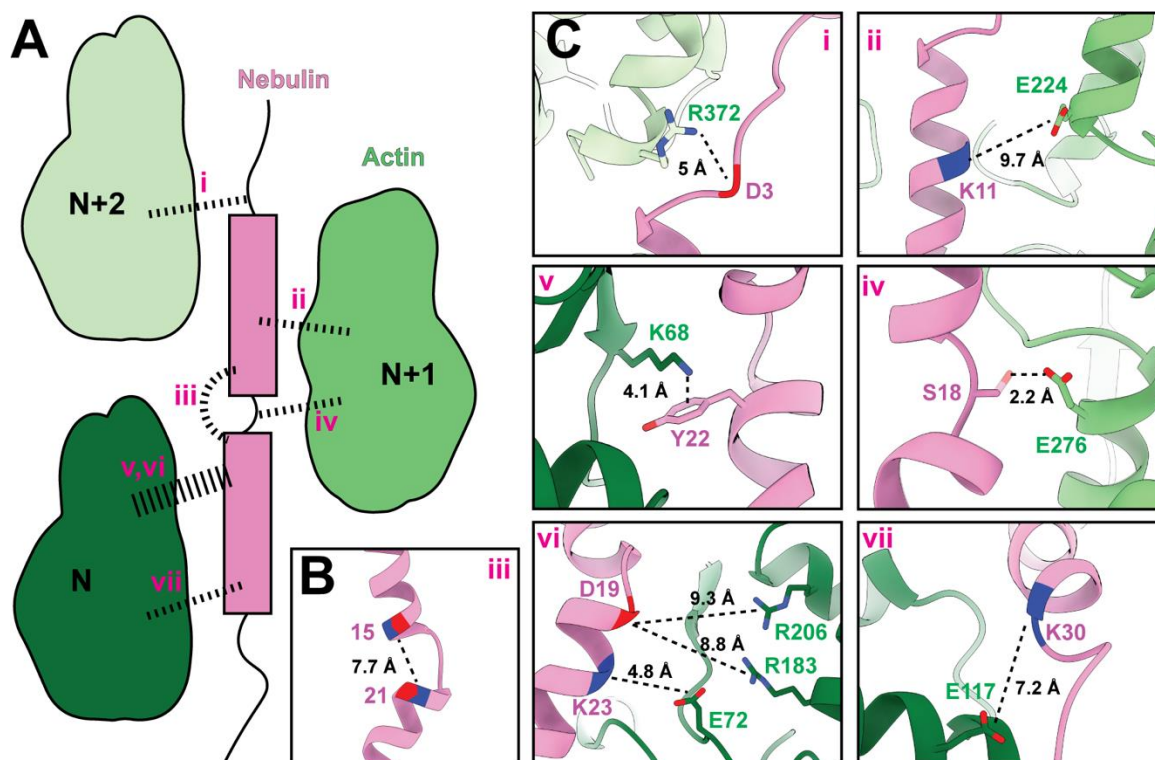 A
Nebulin
Actin
N+2
i
ii
N+1
iii
iv
v,vi
N
vii
B
iii
15
7.7 Å
21
C
i
R372
5 Å
D3
ii
E224
9.7 Å
K11
v
K68
4.1 Å
Y22
iv
S18
2.2 Å
E276
vi
D19
9.3 Å
R206
8.8 Å
R183
4.8 Å
K23
E72
vii
K30
E117
7.2 Å